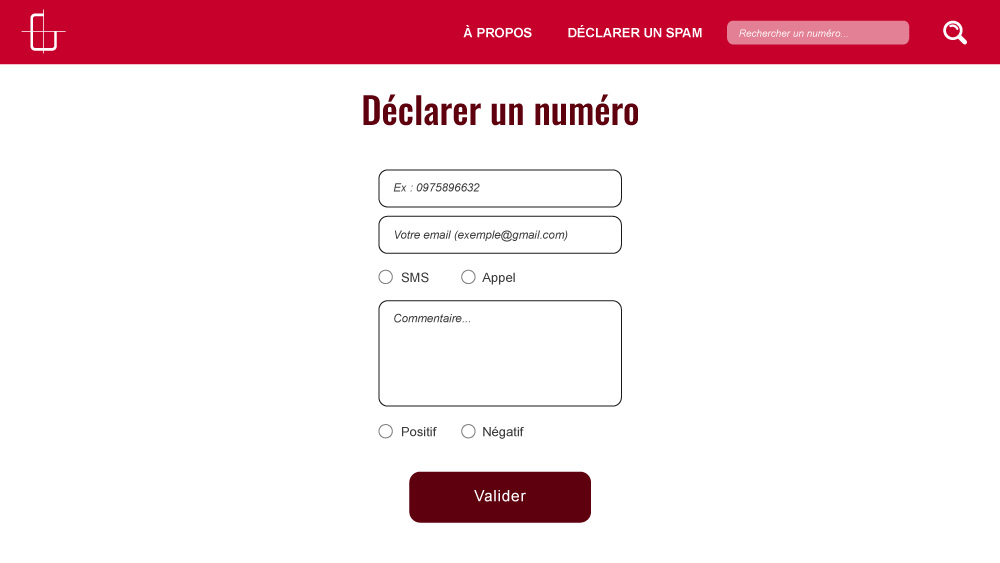 À PROPOS
DÉCLARER UN SPAM
Rechercher un numéro...
Déclarer un numéro
Ex : 0975896632
Votre email (exemple@gmail.com)
SMS
Appel
Commentaire...
Positif
Négatif
Valider